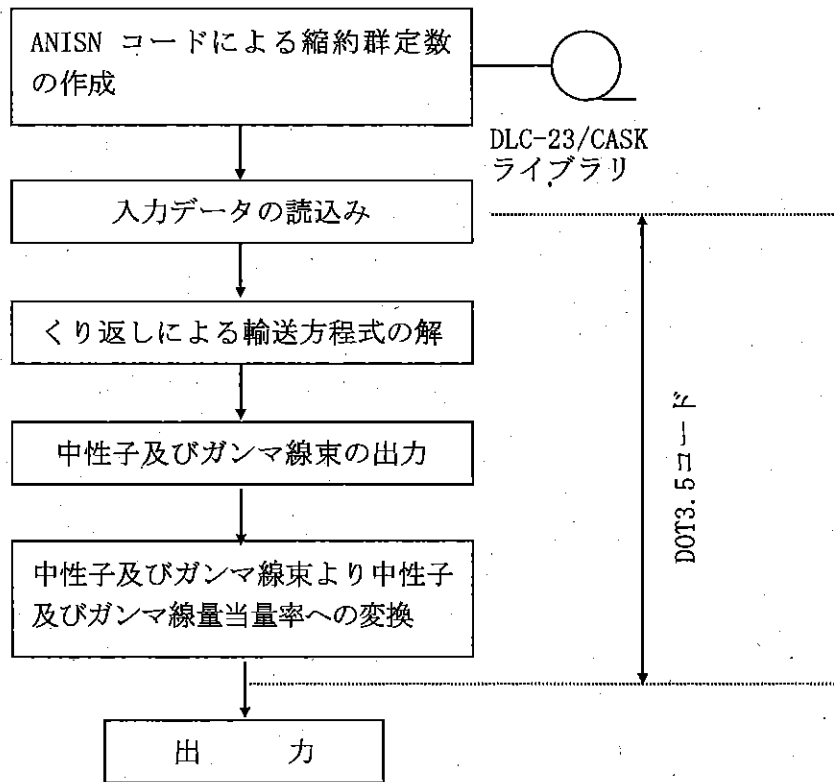 ANISN コードによる縮約群定数
の作成
DLC-23/CASK
ライブラリ
入力データの読込み
くり返しによる輸送方程式の解
中性子及びガンマ線束の出力
中性子及びガンマ線束より中性子
及びガンマ線量当量率への変換
DOT3.5コード
出 力